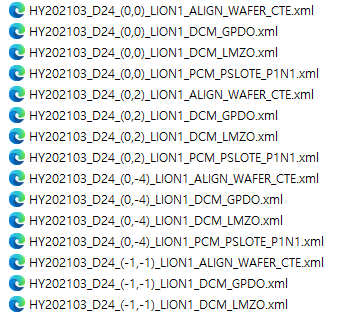 HY202103_D24_(0,0)_LION1_ALIGN_WAFER_CTE.xml
HY202103_D24_(0,0)_LION1_DCM_GPDO.xml
HY202103_D24_(0,0)_LION1_DCM_LMZO.xml
HY202103_D24_(0,0)_LION1_PCM_PSLOTE_P1N1.xml
HY202103_D24_(0,2)_LION1_ALIGN_WAFER_CTE.xml
HY202103_D24_(0,2)_LION1_DCM_GPDO.xml
HY202103_D24_(0,2)_LION1_DCM_LMZO.xml
HY202103_D24_(0,2)_LION1_PCM_PSLOTE_P1N1.xml
HY202103_D24_(0,-4)_LION1_ALIGN_WAFER_CTE.xml
HY202103_D24_(0,-4)_LION1_DCM_GPDO.xml
HY202103_D24_(0,-4)_LION1_DCM_LMZO.xml
HY202103_D24_(0,-4)_LION1_PCM_PSLOTE_P1N1.xml
HY202103_D24_(-1,-1)_LION1_ALIGN_WAFER_CTE.xml
HY202103_D24_(-1,-1)_LION1_DCM_GPDO.xml
HY202103_D24_(-1,-1)_LION1_DCM_LMZO.xml